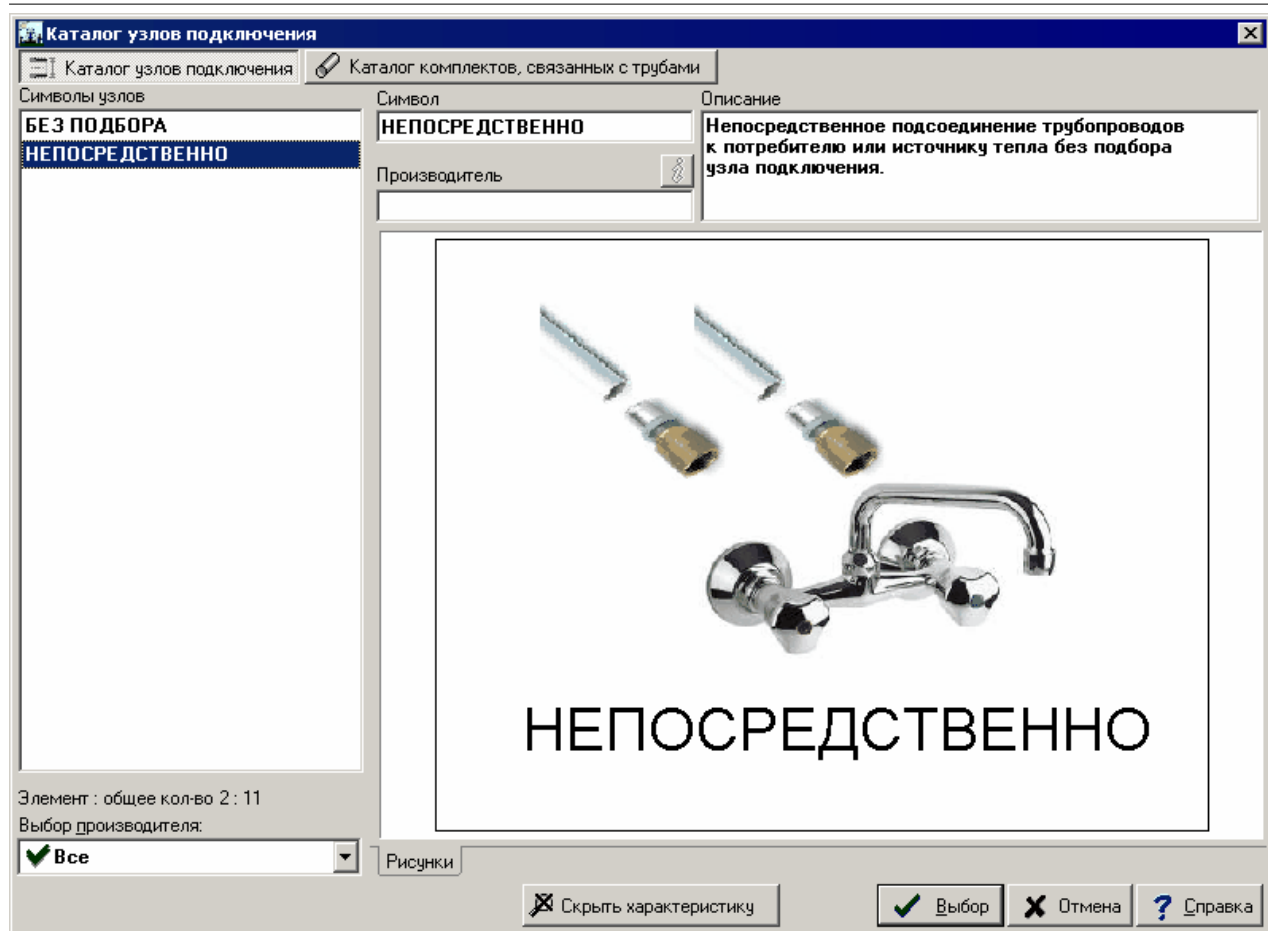 Каталог узлов подключения
Каталог узлов подключения
Каталог комплектов, связанных с трубами
Символы узлов
БЕЗ ПОДБОРА
НЕПОСРЕДСТВЕННО
Символ
НЕПОСРЕДСТВЕННО
Производитель
Описание
Непосредственное подсоединение трубопроводов
к потребителю или источнику тепла без подбора
узла подключения.
НЕПОСРЕДСТВЕННО
Элемент : общее кол-во 2 : 11
Выбор производителя:
Все
Рисунки
Скрыть характеристику
Выбор
Отмена
Справка